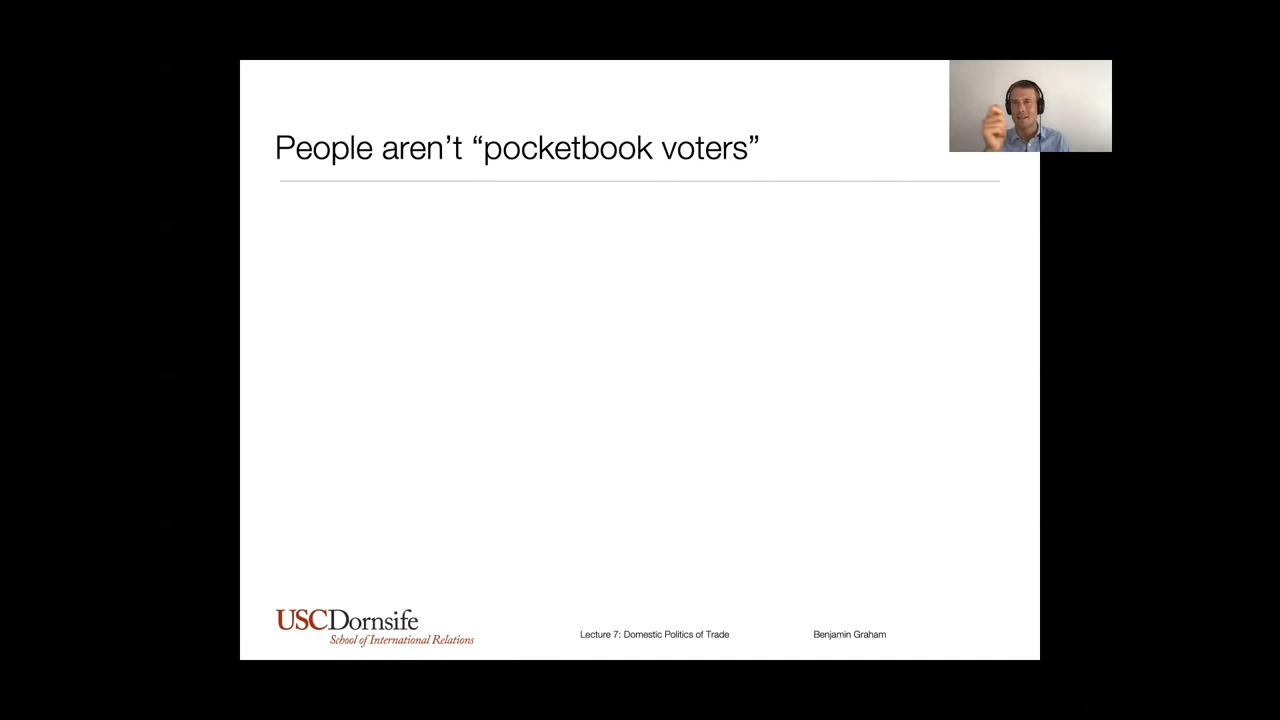 People aren’t “pocketbook voters”
USCDornsife
School of International Relations
Lecture 7: Domestic Politics of Trade
Benjamin Graham